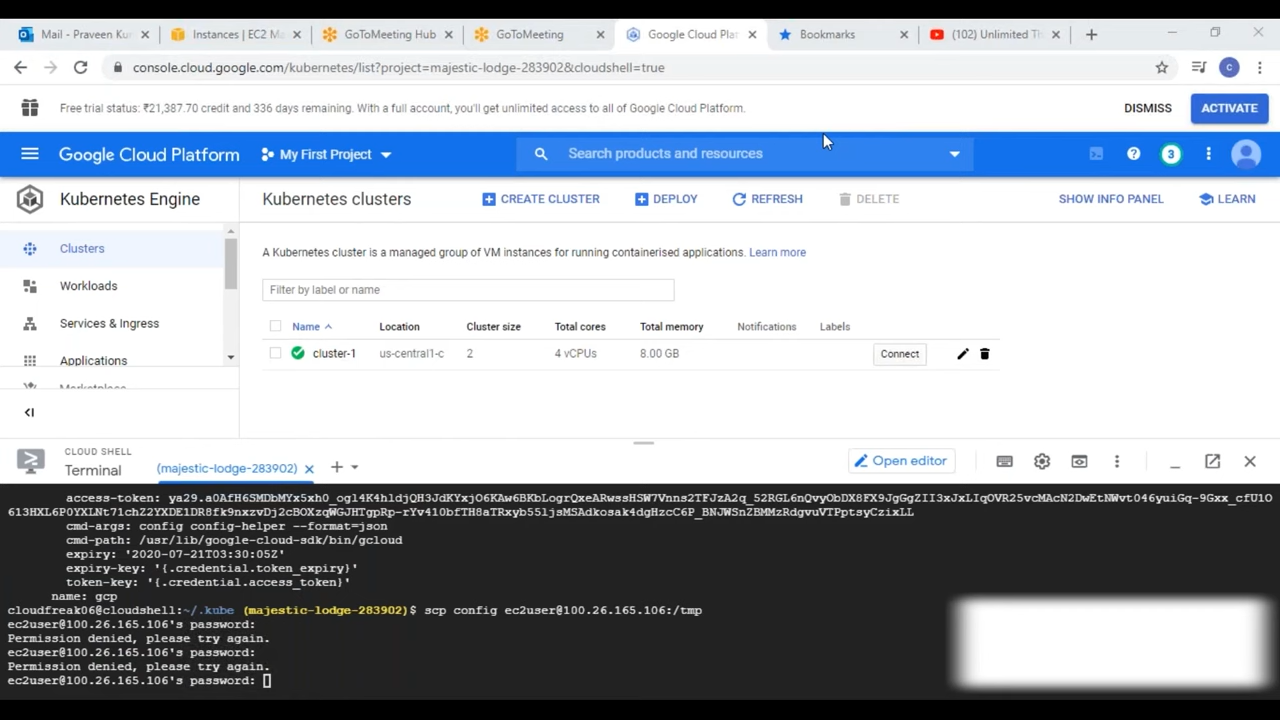 Mail - Praveen Kur
Instances | EC2 Ma
GoToMeeting Hub
GoToMeeting
Google Cloud Plat
Bookmarks
(102) Unlimited Th
console.cloud.google.com/kubernetes/list?project=majestic-lodge-283902&cloudshell=true
C
Free trial status: ₹21,387.70 credit and 336 days remaining. With a full account, you'll get unlimited access to all of Google Cloud Platform.
DISMISS
ACTIVATE
Google Cloud Platform
My First Project
Search products and resources
3
Kubernetes Engine
Kubernetes clusters
CREATE CLUSTER
DEPLOY
REFRESH
DELETE
SHOW INFO PANEL
LEARN
Clusters
Workloads
Services & Ingress
Applications
Marketplace
A Kubernetes cluster is a managed group of VM instances for running containerised applications. Learn more
Filter by label or name
Name Location Cluster size Total cores Total memory Notifications Labels
cluster-1 us-central1-c 2 4 vCPUs 8.00 GB Connect
CLOUD SHELL
Terminal
(majestic-lodge-283902)
Open editor
access-token:
cmd-args: config config-helper --format=json
cmd-path: /usr/lib/google-cloud-sdk/bin/gcloud
expiry: '2020-07-21T03:30:05Z'
expiry-key: '{.credential.token_expiry}'
token-key: '{.credential.access_token}'
name: gcp
cloudfreak06@cloudshell:~/.kube (majestic-lodge-283902)$ scp config ec2user@100.26.165.106:/tmp
ec2user@100.26.165.106's password:
Permission denied, please try again.
ec2user@100.26.165.106's password:
Permission denied, please try again.
ec2user@100.26.165.106's password: